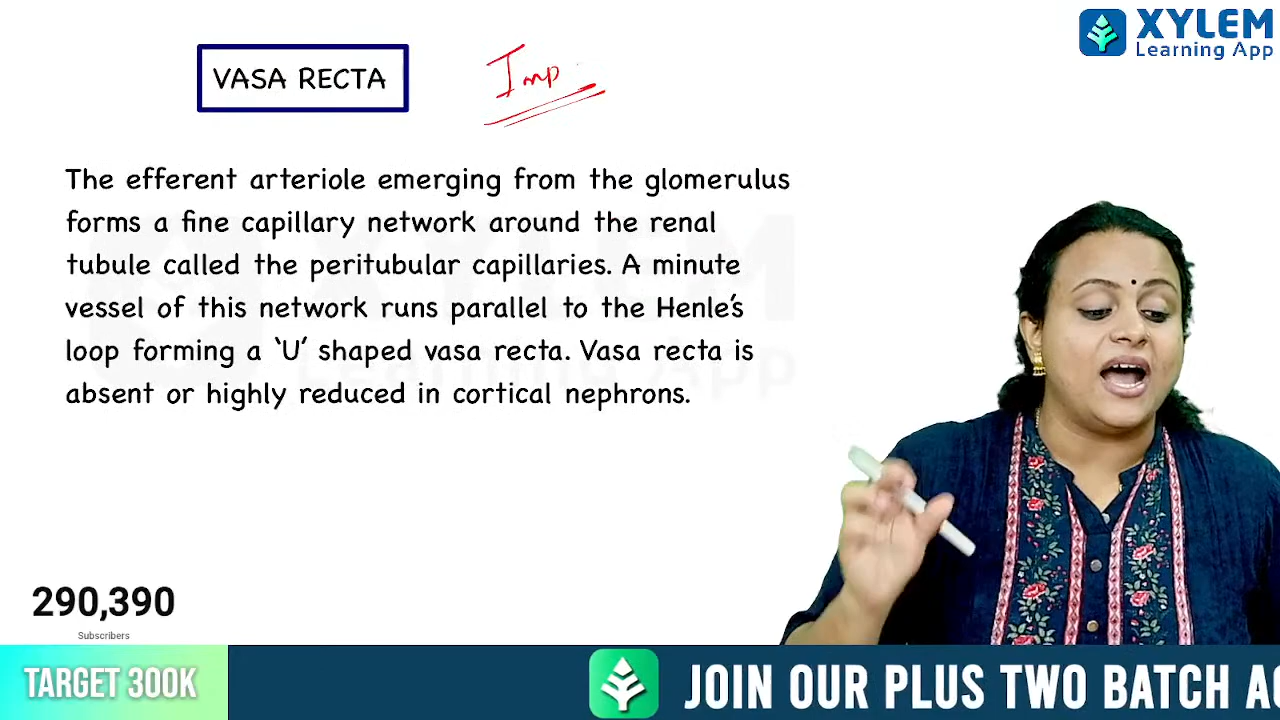 XYLEM
Learning App
VASA RECTA
Imp
The efferent arteriole emerging from the glomerulus
forms a fine capillary network around the renal
tubule called the peritubular capillaries. A minute
vessel of this network runs parallel to the Henle's
loop forming a ‘U’ shaped vasa recta. Vasa recta is
absent or highly reduced in cortical nephrons.
290,390
Subscribers
TARGET 300K
JOIN OUR PLUS TWO BATCH